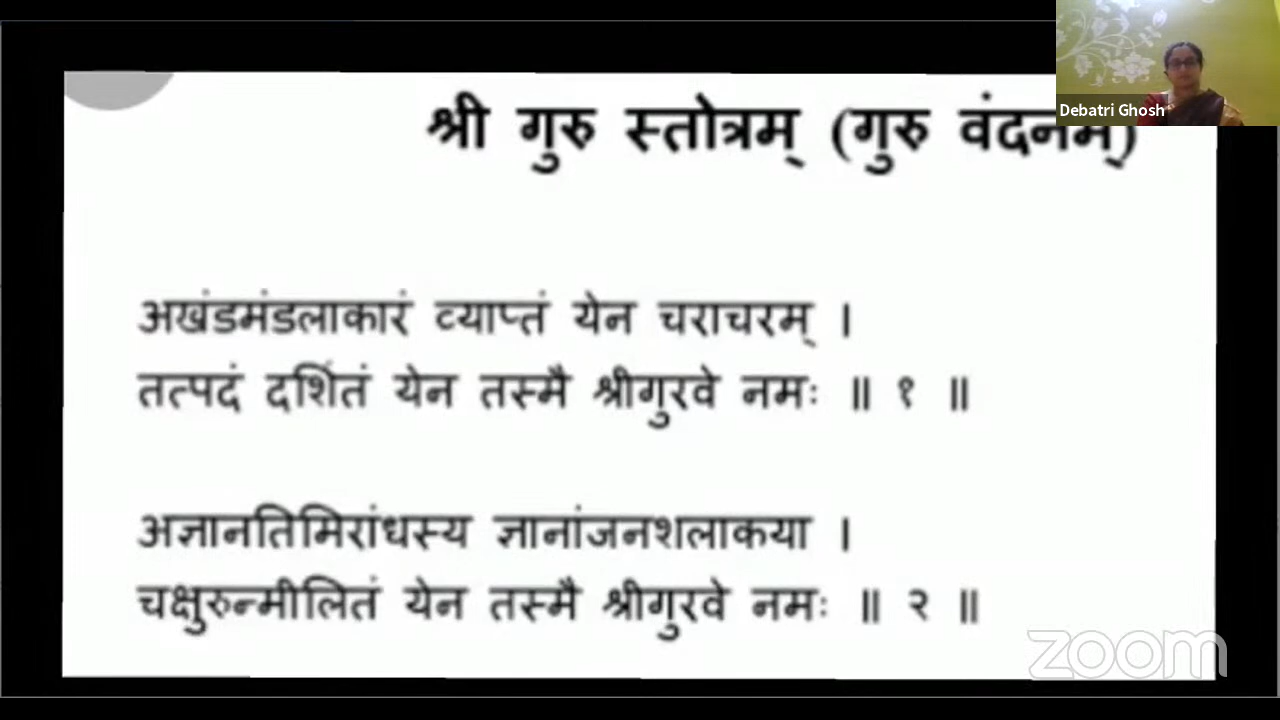 श्री गुरु स्तोत्रम् (गुरु वंदनम्)
Debatri Ghosh
अखंडमंडलाकारं व्याप्तं येन चराचरम् ।
तत्पदं दर्शितं येन तस्मै श्रीगुरवे नमः ॥ १ ॥
अज्ञानतिमिरांधस्य ज्ञानांजनशलाकया ।
चक्षुरुन्मीलितं येन तस्मै श्रीगुरवे नमः ॥ २ ॥
zoom